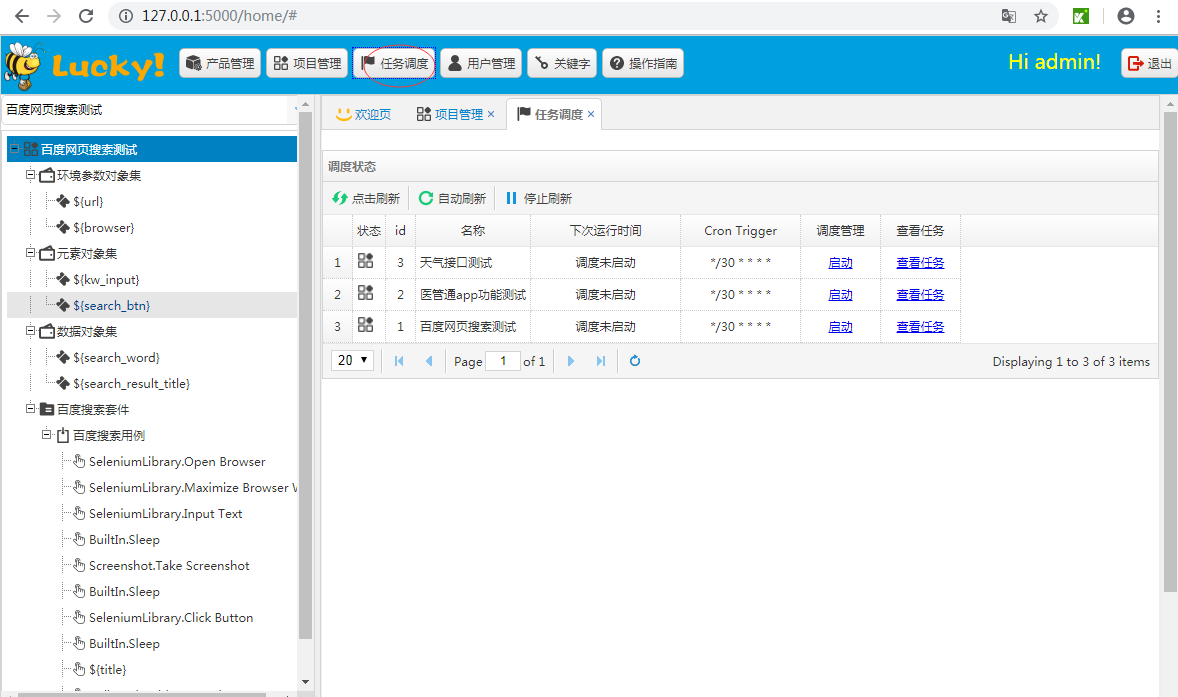 127.0.0.1:5000/home/#
Lucky! 产品管理 项目管理 任务调度 用户管理 关键字 操作指南 Hi admin! 退出
百度网页搜索测试
百度网页搜索测试
环境参数对象集
${url}
${browser}
元素对象集
${kw_input}
${search_btn}
数据对象集
${search_word}
${search_result_title}
百度搜索套件
百度搜索用例
SeleniumLibrary.Open Browser
SeleniumLibrary.Maximize Browser
SeleniumLibrary.Input Text
BuiltIn.Sleep
Screenshot.Take Screenshot
BuiltIn.Sleep
SeleniumLibrary.Click Button
BuiltIn.Sleep
${title}
欢迎页 项目管理 × 任务调度 ×
调度状态
点击刷新 自动刷新 停止刷新
状态 id 名称 下次运行时间 Cron Trigger 调度管理 查看任务
1 3 天气接口测试 调度未启动 */30 * * * * 启动 查看任务
2 2 医管通app功能测试 调度未启动 */30 * * * * 启动 查看任务
3 1 百度网页搜索测试 调度未启动 */30 * * * * 启动 查看任务
20 Page 1 of 1 Displaying 1 to 3 of 3 items